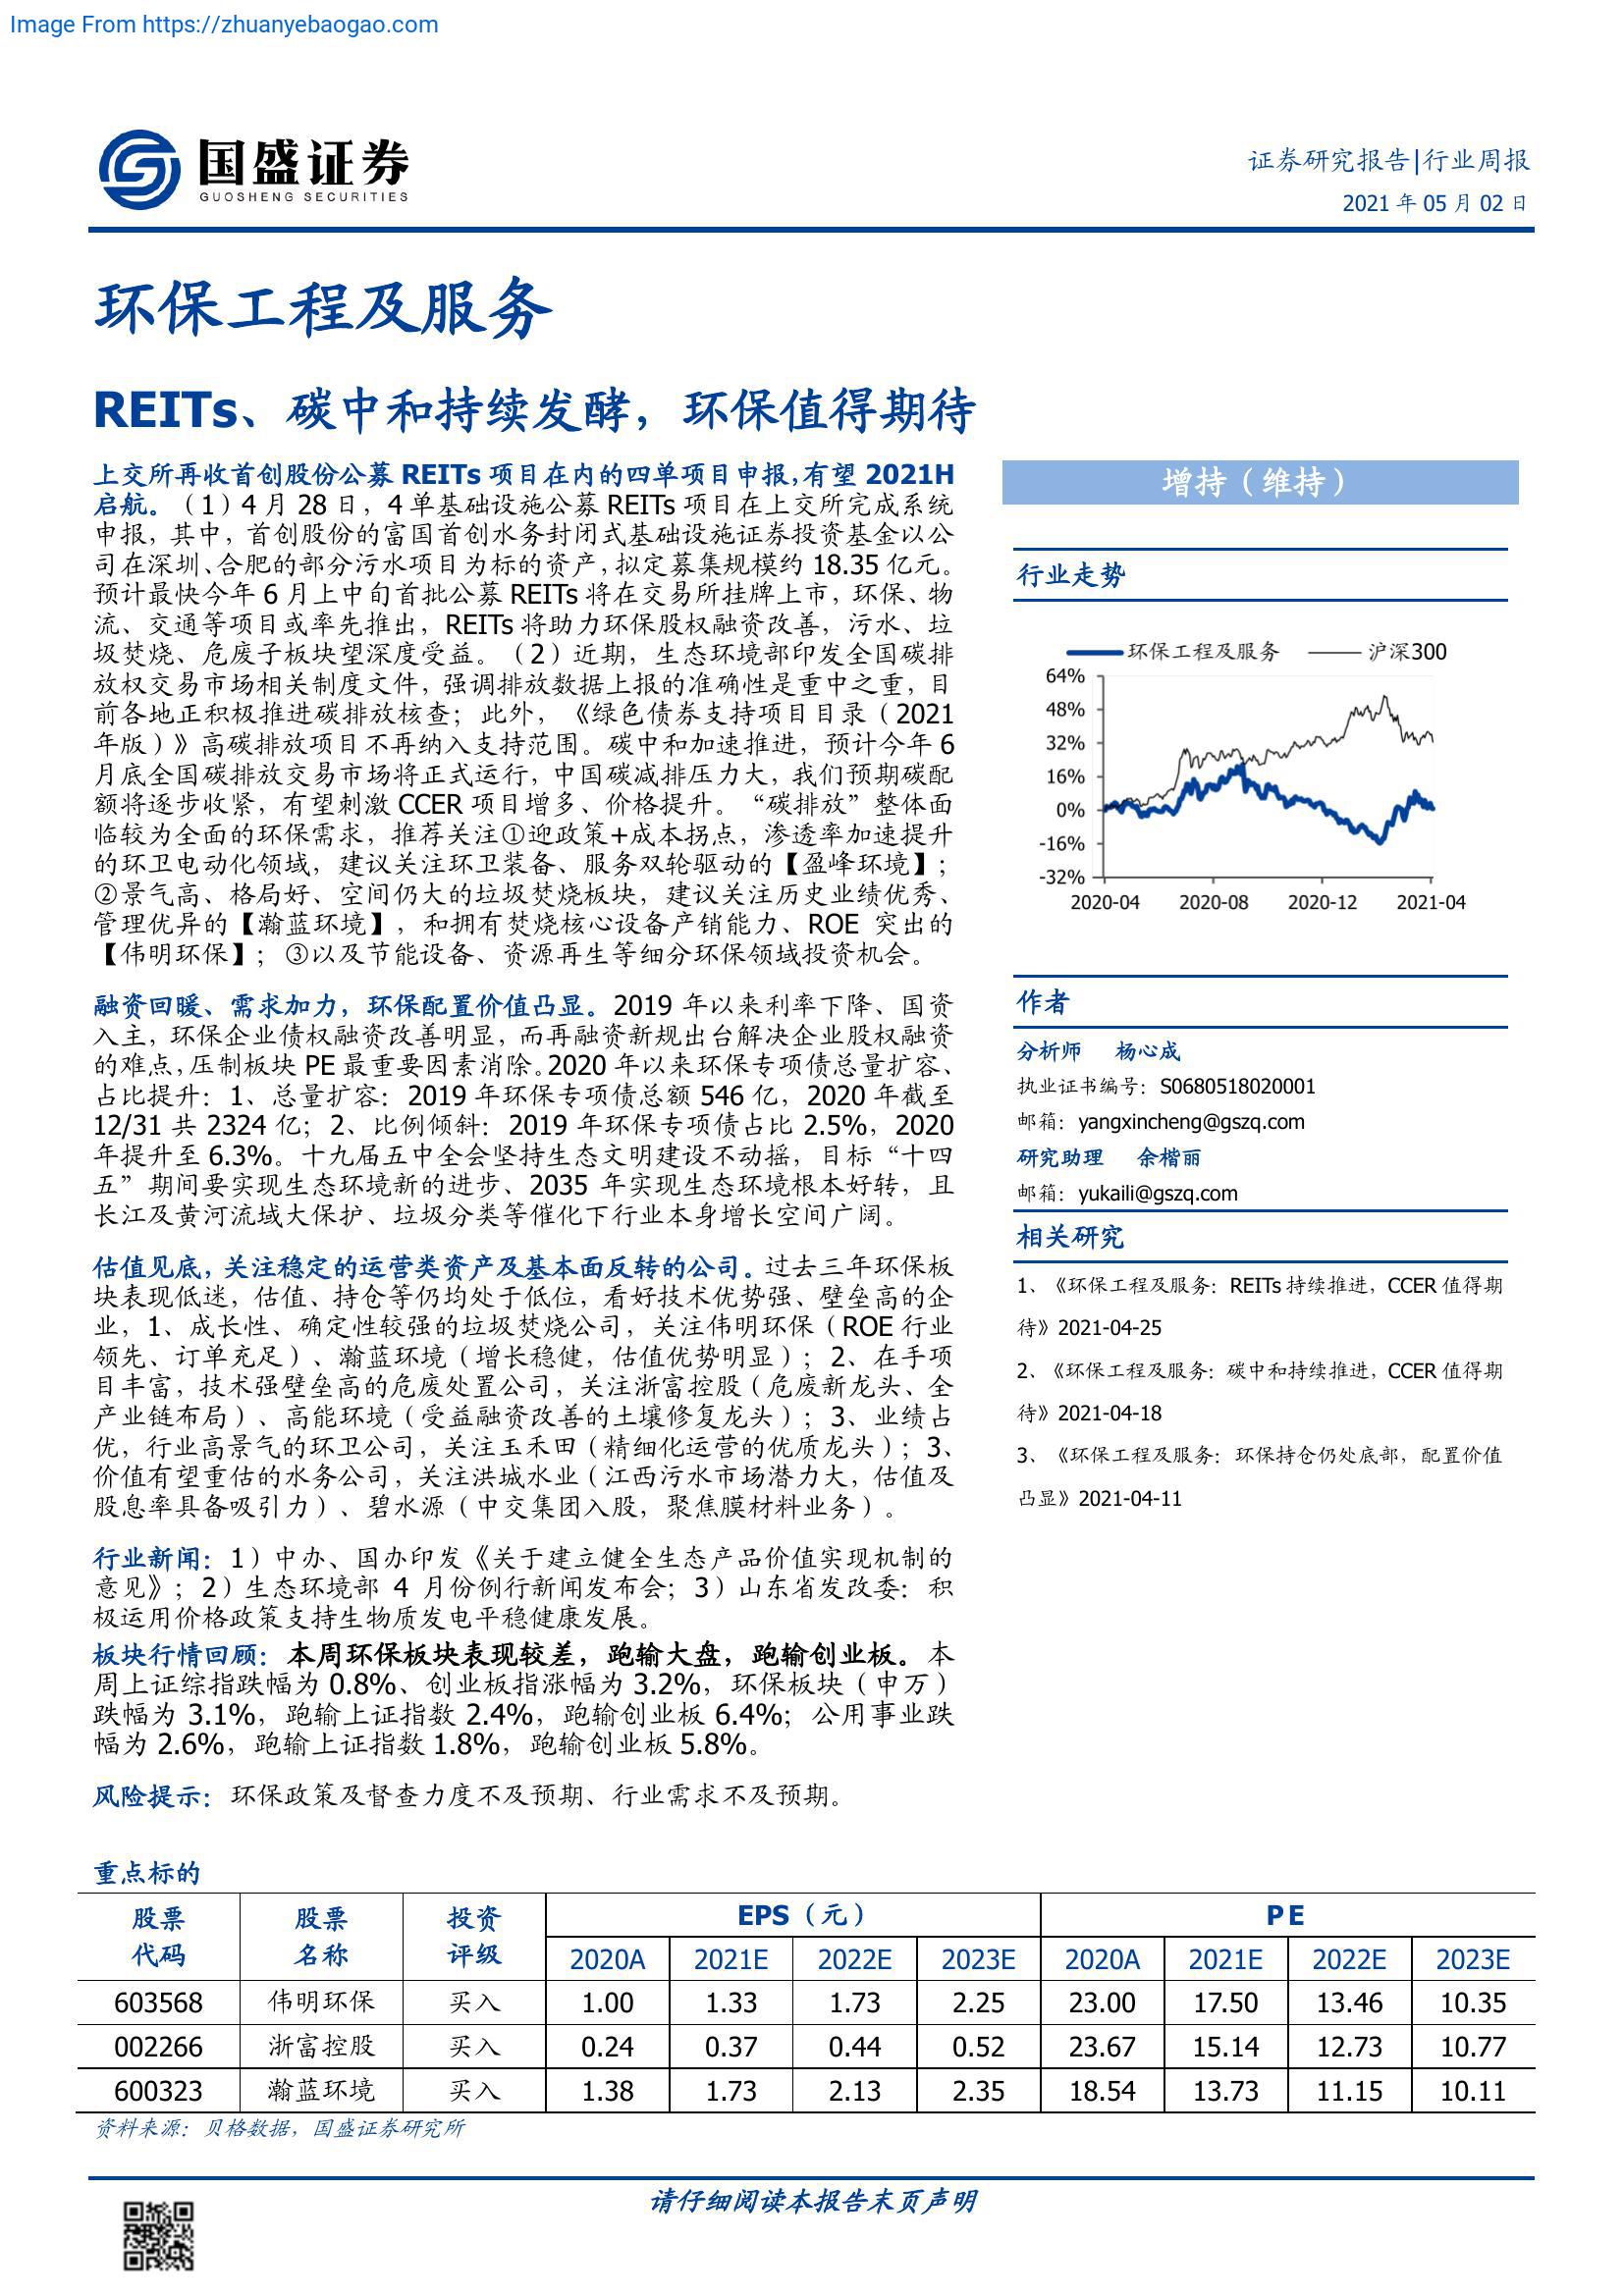 Image From https://zhuanyebaogao.com
国盛证券
GUOSHENG SECURITIES
证券研究报告|行业周报
2021 年 05 月 02 日
环保工程及服务
REITs、碳中和持续发酵，环保值得期待
上交所再收首创股份公募 REITs 项目在内的四单项目申报，有望 2021H
启航。（1）4 月 28 日，4 单基础设施公募 REITs 项目在上交所完成系统
申报，其中，首创股份的富国首创水务封闭式基础设施证券投资基金以公
司在深圳、合肥的部分污水项目为标的资产，拟定募集规模约 18.35 亿元。
预计最快今年 6 月上中旬首批公募 REITs 将在交易所挂牌上市，环保、物
流、交通等项目或率先推出，REITs 将助力环保股权融资改善，污水、垃
圾焚烧、危废子板块望深度受益。（2）近期，生态环境部印发全国碳排
放权交易市场相关制度文件，强调排放数据上报的准确性是重中之重，目
前各地正积极推进碳排放核查；此外，《绿色债券支持项目目录（2021
年版）》高碳排放项目不再纳入支持范围。碳中和加速推进，预计今年 6
月底全国碳排放交易市场将正式运行，中国碳减排压力大，我们预期碳配
额将逐步收紧，有望刺激 CCER 项目增多、价格提升。“碳排放”整体面
临较为全面的环保需求，推荐关注①迎政策+成本拐点，渗透率加速提升
的环卫电动化领域，建议关注环卫装备、服务双轮驱动的【盈峰环境】；
②景气高、格局好、空间仍大的垃圾焚烧板块，建议关注历史业绩优秀、
管理优异的【瀚蓝环境】，和拥有焚烧核心设备产销能力、ROE 突出的
【伟明环保】；③以及节能设备、资源再生等细分环保领域投资机会。
融资回暖、需求加力，环保配置价值凸显。2019 年以来利率下降、国资
入主，环保企业债权融资改善明显，而再融资新规出台解决企业股权融资
的难点，压制板块 PE 最重要因素消除。2020 年以来环保专项债总量扩容、
占比提升：1、总量扩容：2019 年环保专项债总额 546 亿，2020 年截至
12/31 共 2324 亿；2、比例倾斜：2019 年环保专项债占比 2.5%，2020
年提升至 6.3%。十九届五中全会坚持生态文明建设不动摇，目标“十四
五”期间要实现生态环境新的进步、2035 年实现生态环境根本好转，且
长江及黄河流域大保护、垃圾分类等催化下行业本身增长空间广阔。
估值见底，关注稳定的运营类资产及基本面反转的公司。过去三年环保板
块表现低迷，估值、持仓等仍均处于低位，看好技术优势强、壁垒高的企
业，1、成长性、确定性较强的垃圾焚烧公司，关注伟明环保（ROE 行业
领先、订单充足）、瀚蓝环境（增长稳健，估值优势明显）；2、在手项
目丰富，技术强壁垒高的危废处置公司，关注浙富控股（危废新龙头、全
产业链布局）、高能环境（受益融资改善的土壤修复龙头）；3、业绩占
优，行业高景气的环卫公司，关注玉禾田（精细化运营的优质龙头）；3、
价值有望重估的水务公司，关注洪城水业（江西污水市场潜力大，估值及
股息率具备吸引力）、碧水源（中交集团入股，聚焦膜材料业务）。
行业新闻：1）中办、国办印发《关于建立健全生态产品价值实现机制的
意见》；2）生态环境部 4 月份例行新闻发布会；3）山东省发改委：积
极运用价格政策支持生物质发电平稳健康发展。
板块行情回顾：本周环保板块表现较差，跑输大盘，跑输创业板。本
周上证综指跌幅为 0.8%、创业板指涨幅为 3.2%，环保板块（申万）
跌幅为 3.1%，跑输上证指数 2.4%，跑输创业板 6.4%；公用事业跌
幅为 2.6%，跑输上证指数 1.8%，跑输创业板 5.8%。
风险提示：环保政策及督查力度不及预期、行业需求不及预期。
增持（维持）
行业走势
环保工程及服务 沪深300
64%
48%
32%
16%
0%
-16%
-32%
2020-04 2020-08 2020-12 2021-04
作者
分析师 杨心成
执业证书编号：S0680518020001
邮箱：yangxincheng@gszq.com
研究助理 余楷丽
邮箱：yukaili@gszq.com
相关研究
1、《环保工程及服务：REITs 持续推进，CCER 值得期
待》2021-04-25
2、《环保工程及服务：碳中和持续推进，CCER 值得期
待》2021-04-18
3、《环保工程及服务：环保持仓仍处底部，配置价值
凸显》2021-04-11
重点标的
股票 股票 投资 EPS（元） PE
代码 名称 评级 2020A 2021E 2022E 2023E 2020A 2021E 2022E 2023E
603568 伟明环保 买入 1.00 1.33 1.73 2.25 23.00 17.50 13.46 10.35
002266 浙富控股 买入 0.24 0.37 0.44 0.52 23.67 15.14 12.73 10.77
600323 瀚蓝环境 买入 1.38 1.73 2.13 2.35 18.54 13.73 11.15 10.11
资料来源：贝格数据，国盛证券研究所
请仔细阅读本报告末页声明